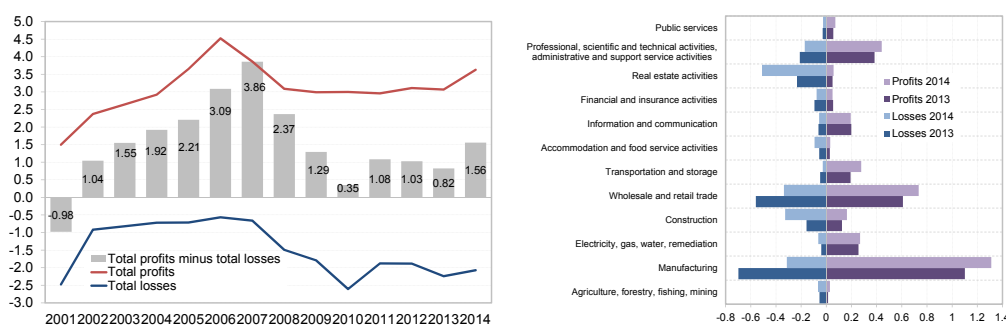 5.0
4.5
4.0
3.5
3.0
2.5
2.0
1.5
1.0
0.5
0.0
-0.5
-1.0
-1.5
-2.0
-2.5
-3.0
-0.98
1.04
1.55
1.92
2.21
3.09
3.86
2.37
1.29
0.35
1.08
1.03
0.82
1.56
Total profits minus total losses
Total profits
Total losses
2001 2002 2003 2004 2005 2006 2007 2008 2009 2010 2011 2012 2013 2014
Public services
Professional, scientific and technical activities,
administrative and support service activities
Real estate activities
Financial and insurance activities
Information and communication
Accommodation and food service activities
Transportation and storage
Wholesale and retail trade
Construction
Electricity, gas, water, remediation
Manufacturing
Agriculture, forestry, fishing, mining
Profits 2014
Profits 2013
Losses 2014
Losses 2013
-0.8 -0.6 -0.4 -0.2 0 0.2 0.4 0.6 0.8 1 1.2 1.4